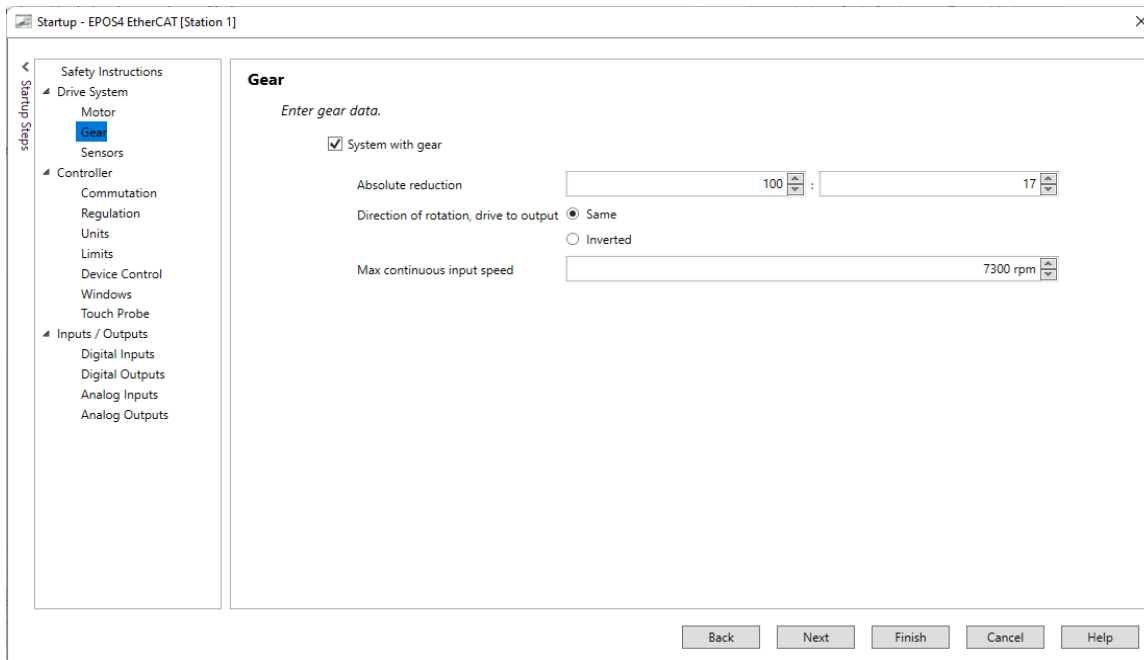 Startup - EPOS4 EtherCAT [Station 1]
Startup Steps
Safety Instructions
Drive System
Motor
Gear
Sensors
Controller
Commutation
Regulation
Units
Limits
Device Control
Windows
Touch Probe
Inputs / Outputs
Digital Inputs
Digital Outputs
Analog Inputs
Analog Outputs
Gear
Enter gear data.
System with gear
Absolute reduction 100 : 17
Direction of rotation, drive to output Same
Inverted
Max continuous input speed 7300 rpm
Back Next Finish Cancel Help